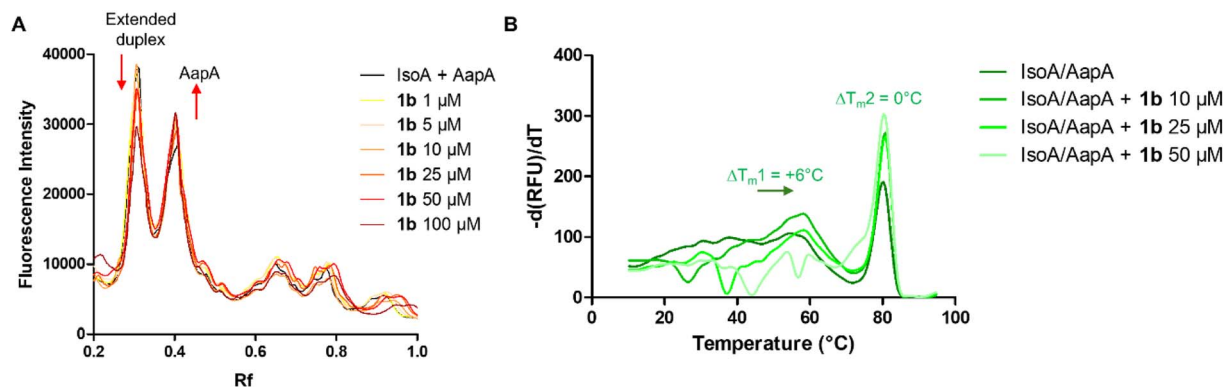 A
Extended
duplex
AapA
40000
30000
20000
10000
0
Fluorescence Intensity
0.2
0.4
0.6
0.8
1.0
Rf
IsoA + AapA
1b 1 µM
1b 5 µM
1b 10 µM
1b 25 µM
1b 50 µM
1b 100 µM
B
400
300
200
100
0
-d(RFU)/dT
ΔTm1 = +6°C
ΔTm2 = 0°C
0
20
40
60
80
100
Temperature (°C)
IsoA/AapA
IsoA/AapA + 1b 10 µM
IsoA/AapA + 1b 25 µM
IsoA/AapA + 1b 50 µM